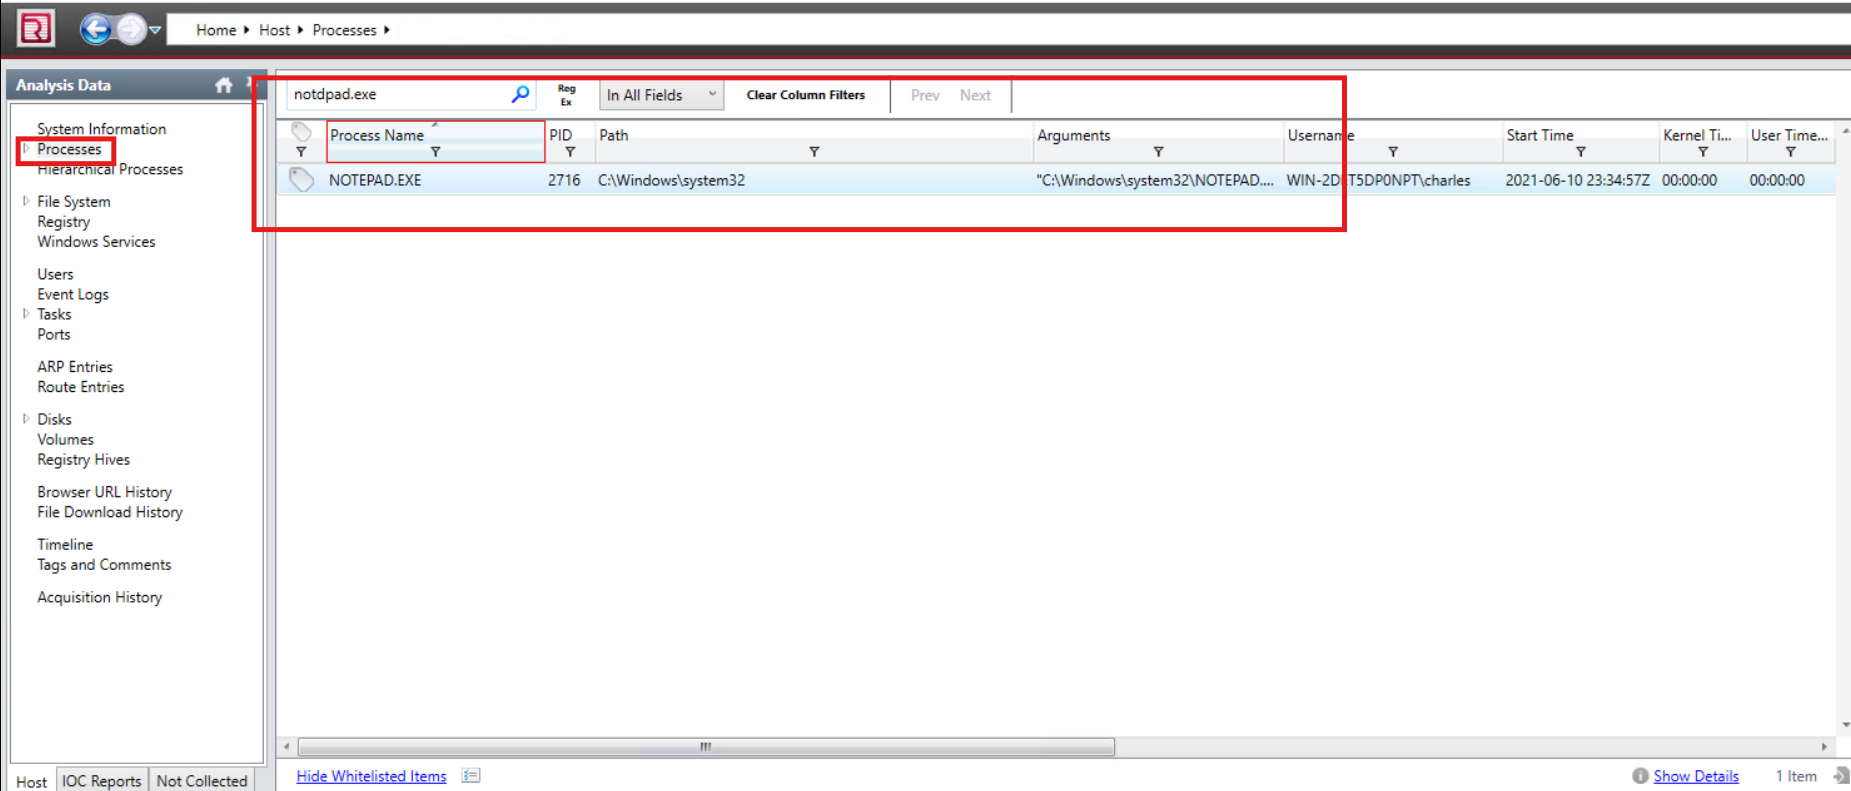 Home Host Processes
Analysis Data
System Information
Processes
Hierarchical Processes
File System
Registry
Windows Services
Users
Event Logs
Tasks
Ports
ARP Entries
Route Entries
Disks
Volumes
Registry Hives
Browser URL History
File Download History
Timeline
Tags and Comments
Acquisition History
Host IOC Reports Not Collected
notdpad.exe Reg Ex In All Fields Clear Column Filters Prev Next
Process Name PID Path Arguments Username Start Time Kernel Ti... User Time...
NOTEPAD.EXE 2716 C:\Windows\system32 "C:\Windows\system32\NOTEPAD.... 2021-06-10 23:34:57Z 00:00:00 00:00:00
Hide Whitelisted Items Show Details 1 Item